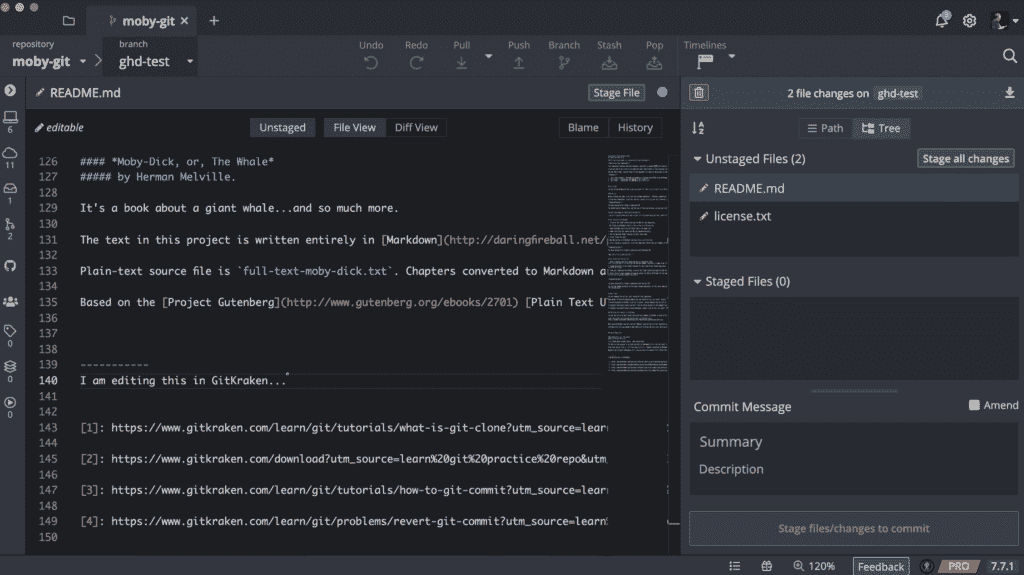 moby-git
repository
moby-git
branch
ghd-test
Undo
Redo
Pull
Push
Branch
Stash
Pop
Timelines
README.md
Stage File
2 file changes on ghd-test
editable
Unstaged
File View
Diff View
Blame
History
Path
Tree
Unstaged Files (2)
Stage all changes
README.md
license.txt
Staged Files (0)
Commit Message
Amend
Summary
Description
Stage files/changes to commit
6
11
1
2
0
0
0
126 #### *Moby-Dick, or, The Whale*
127 ##### by Herman Melville.
128
129 It's a book about a giant whale...and so much more.
130
131 The text in this project is written entirely in [Markdown](http://daringfireball.net/
132
133 Plain-text source file is `full-text-moby-dick.txt`. Chapters converted to Markdown a
134
135 Based on the [Project Gutenberg](http://www.gutenberg.org/ebooks/2701) [Plain Text U
136
137
138
139 -----------
140 I am editing this in GitKraken..."
141
142
143 [1]: https://www.gitkraken.com/learn/git/tutorials/what-is-git-clone?utm_source=lear
144
145 [2]: https://www.gitkraken.com/download?utm_source=learn%20git%20practice%20repo&utm_
146
147 [3]: https://www.gitkraken.com/learn/git/tutorials/how-to-git-commit?utm_source=lear
148
149 [4]: https://www.gitkraken.com/learn/git/problems/revert-git-commit?utm_source=learn
150
120%
Feedback
PRO
7.7.1